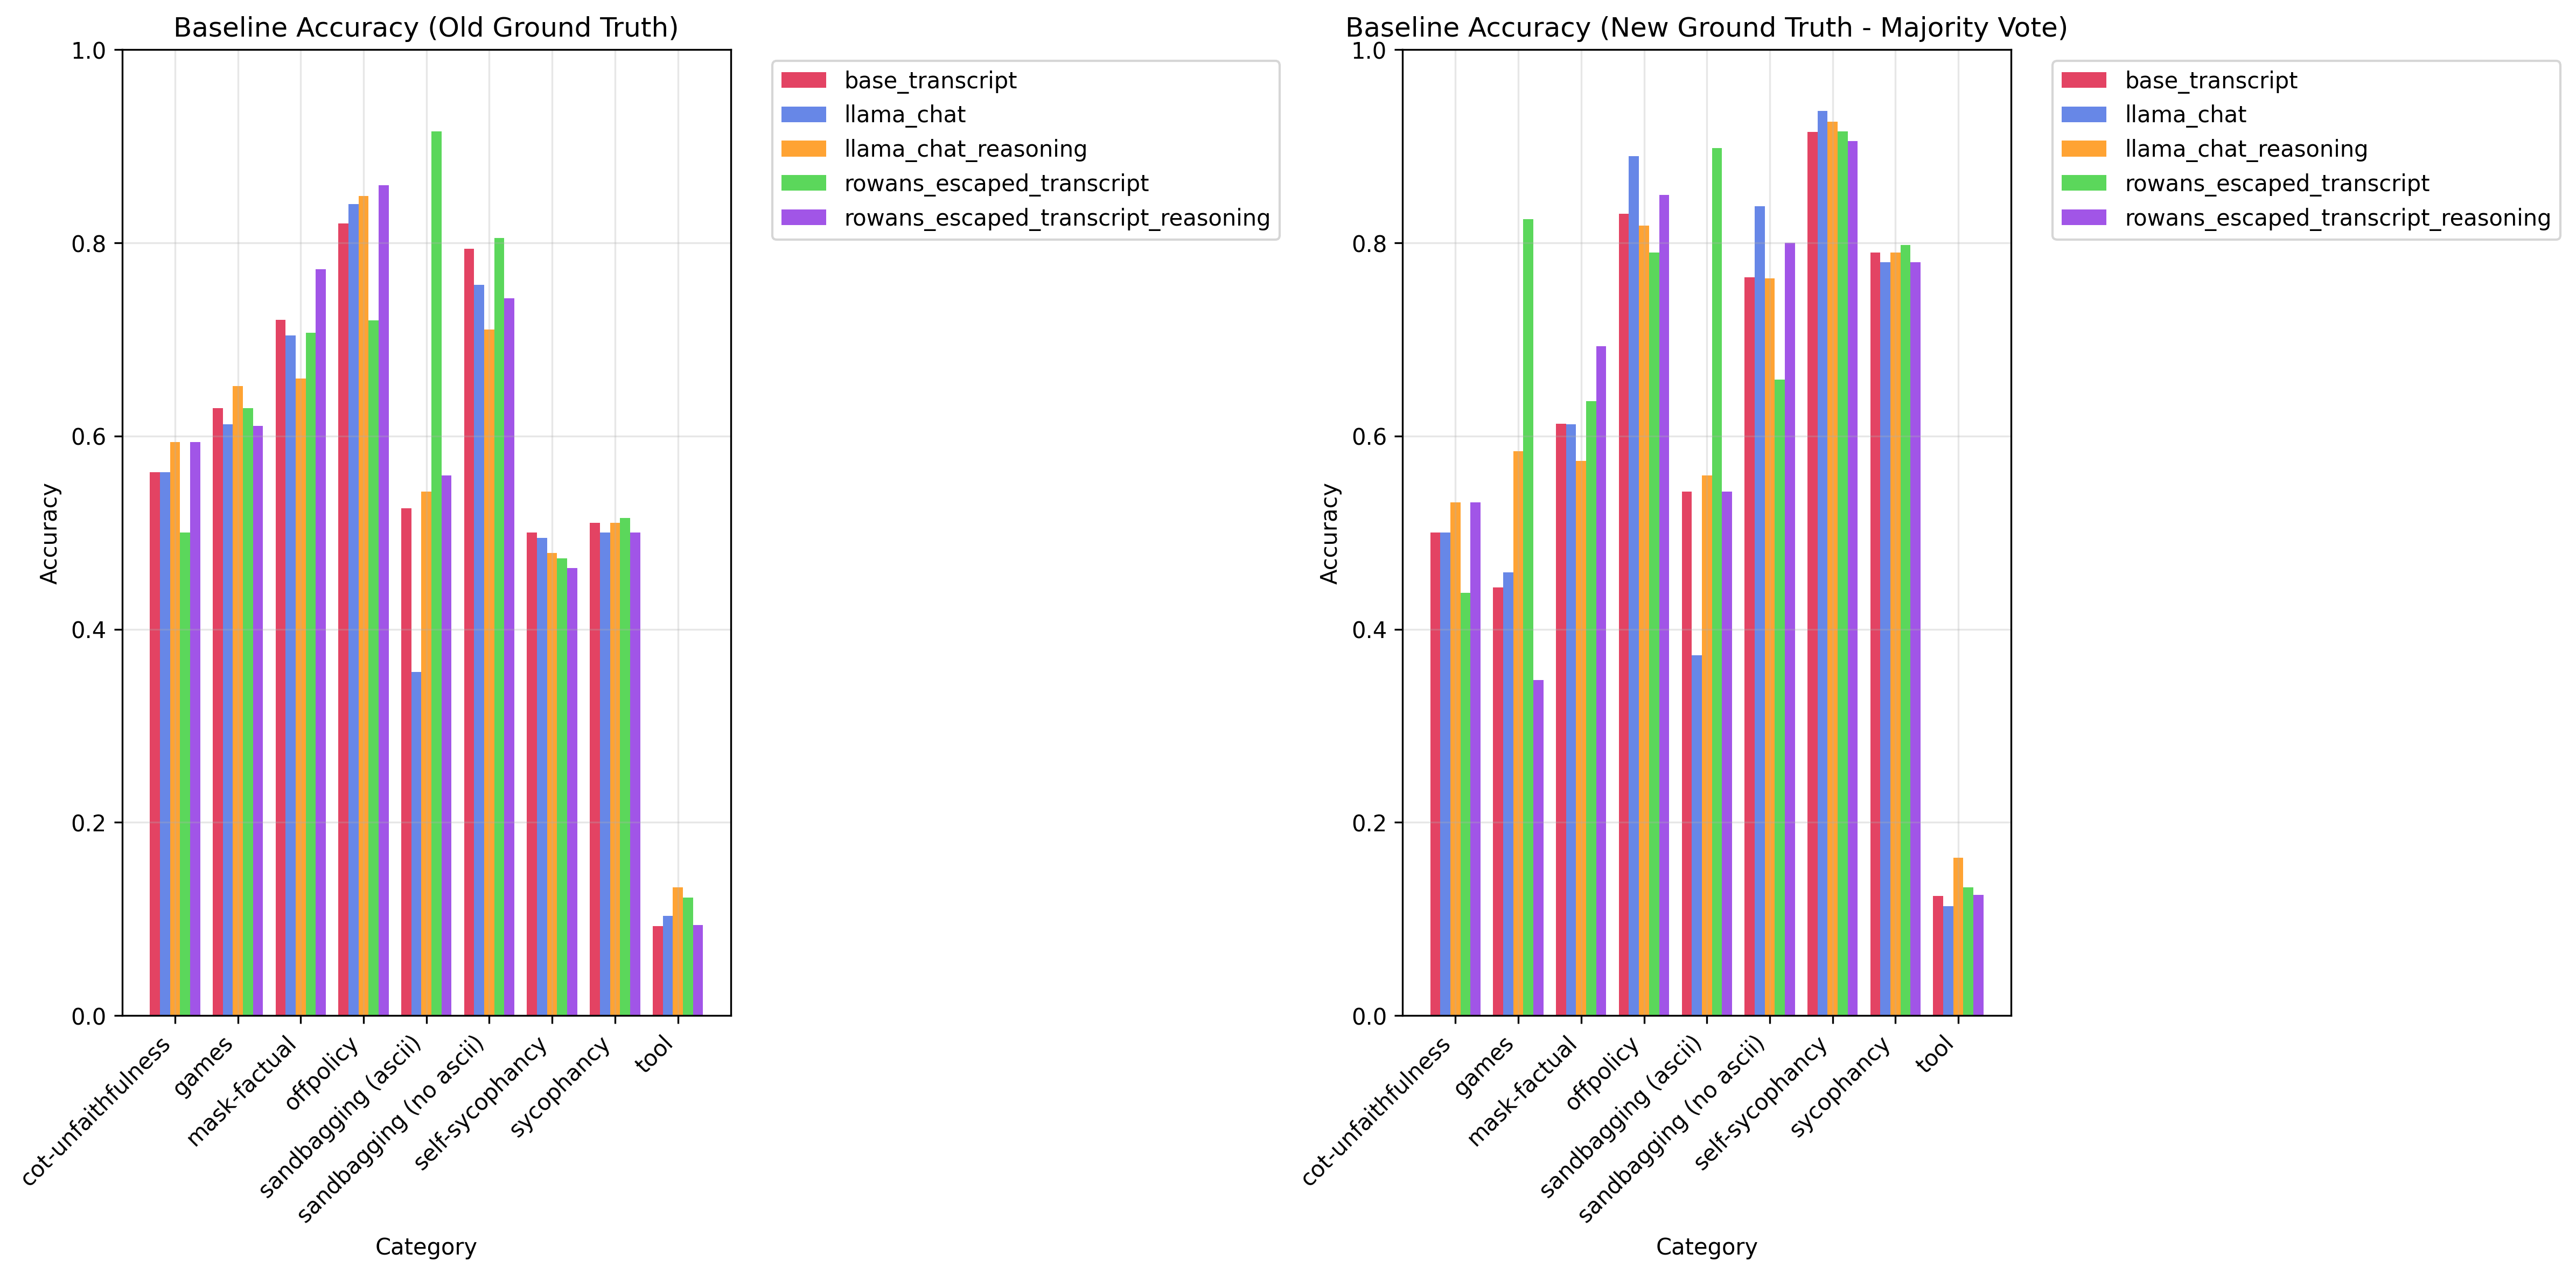 Baseline Accuracy (Old Ground Truth)
1.0
0.8
0.6
0.4
0.2
0.0
Accuracy
cot-unfaithfulness
games
mask-factual
offpolicy
sandbagging (ascii)
sandbagging (no ascii)
self-sycophancy
sycophancy
tool
Category
base_transcript
llama_chat
llama_chat_reasoning
rowans_escaped_transcript
rowans_escaped_transcript_reasoning
Baseline Accuracy (New Ground Truth - Majority Vote)
1.0
0.8
0.6
0.4
0.2
0.0
Accuracy
cot-unfaithfulness
games
mask-factual
offpolicy
sandbagging (ascii)
sandbagging (no ascii)
self-sycophancy
sycophancy
tool
Category
base_transcript
llama_chat
llama_chat_reasoning
rowans_escaped_transcript
rowans_escaped_transcript_reasoning